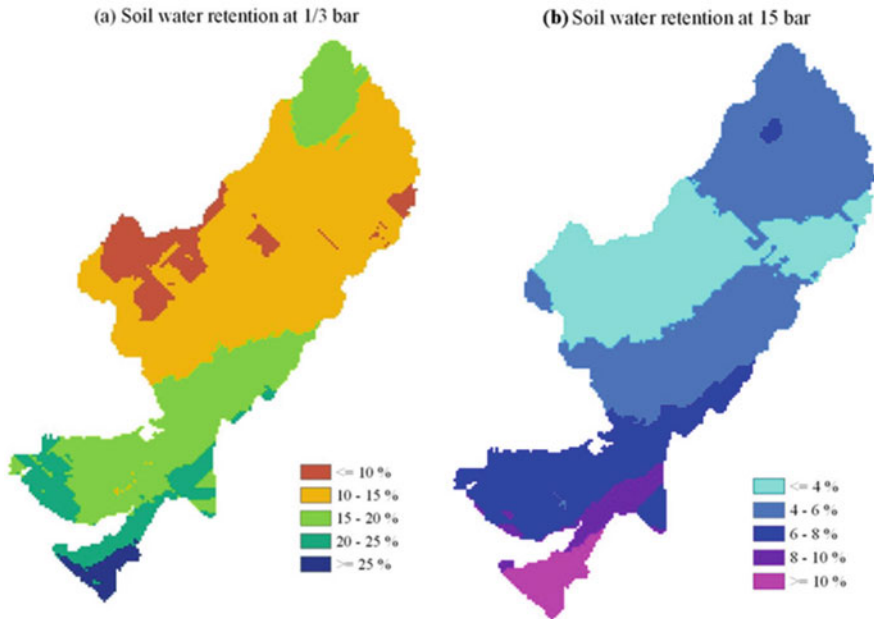 (a) Soil water retention at 1/3 bar
(b) Soil water retention at 15 bar
<= 10 %
10 - 15 %
15 - 20 %
20 - 25 %
>= 25 %
<= 4 %
4 - 6 %
6 - 8 %
8 - 10 %
>= 10 %